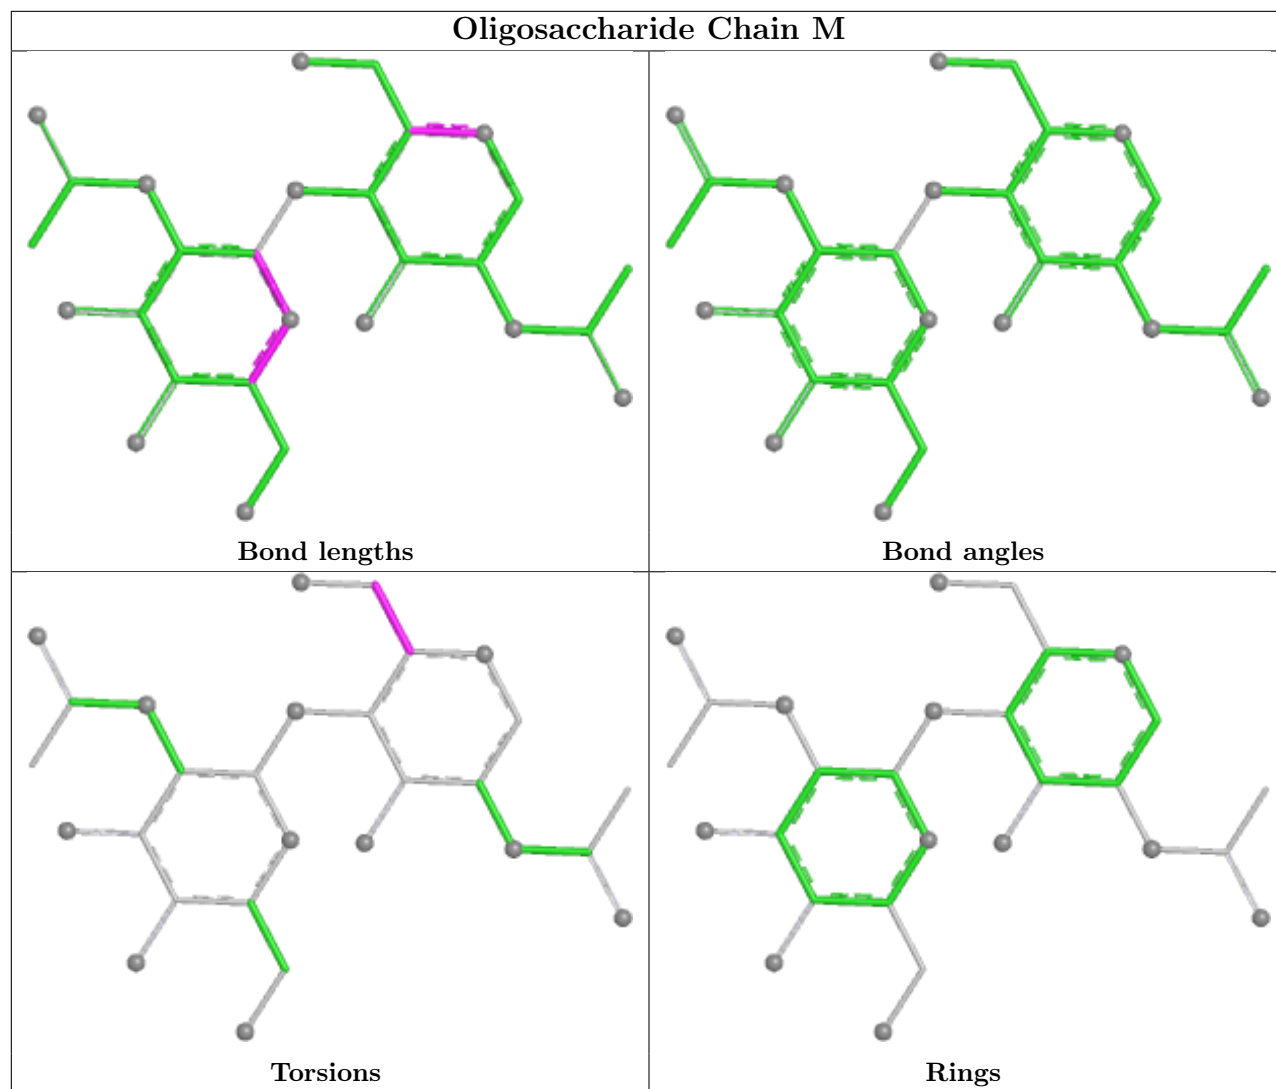 Oligosaccharide Chain M
Bond lengths
Bond angles
Torsions
Rings